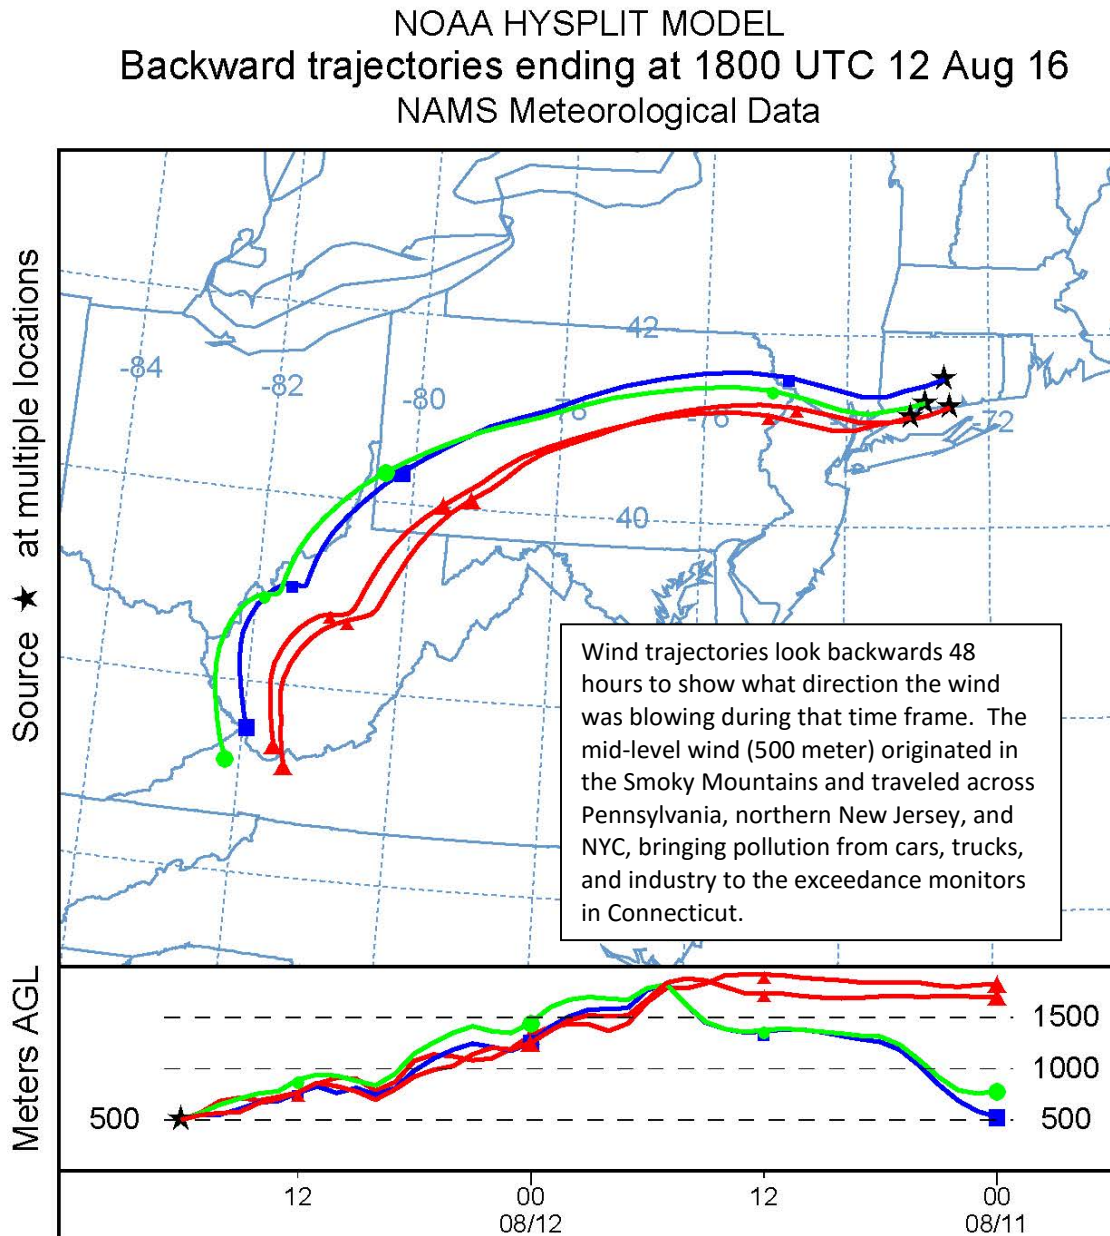 NOAA HYSPLIT MODEL
Backward trajectories ending at 1800 UTC 12 Aug 16
NAMS Meteorological Data
Source ★ at multiple locations
42
-84
-82
-80
-76
-72
40
Wind trajectories look backwards 48
hours to show what direction the wind
was blowing during that time frame. The
mid-level wind (500 meter) originated in
the Smoky Mountains and traveled across
Pennsylvania, northern New Jersey, and
NYC, bringing pollution from cars, trucks,
and industry to the exceedance monitors
in Connecticut.
Meters AGL
1500
1000
500
500
12
00
12
00
08/12
08/11